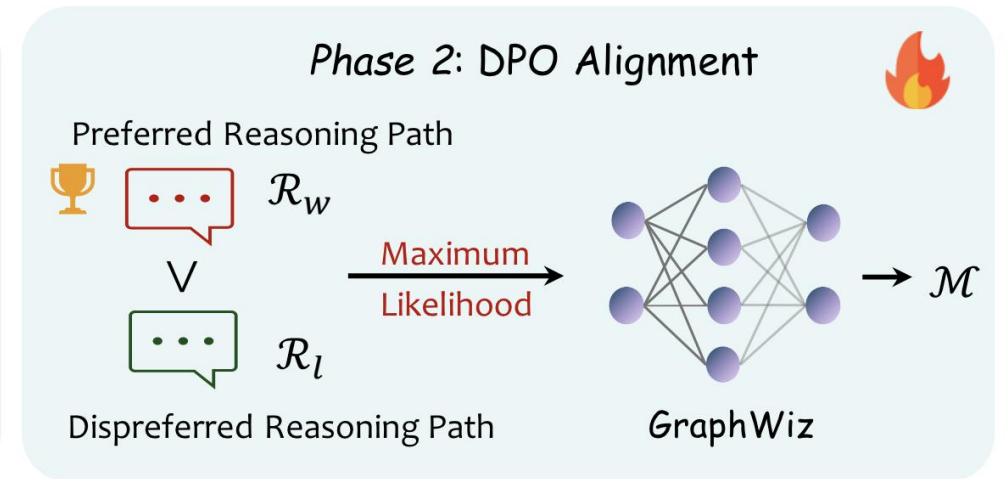 Phase 2: DPO Alignment
Preferred Reasoning Path
ℛw
∨
ℛl
Dispreferred Reasoning Path
Maximum
Likelihood
GraphWiz
ℳ